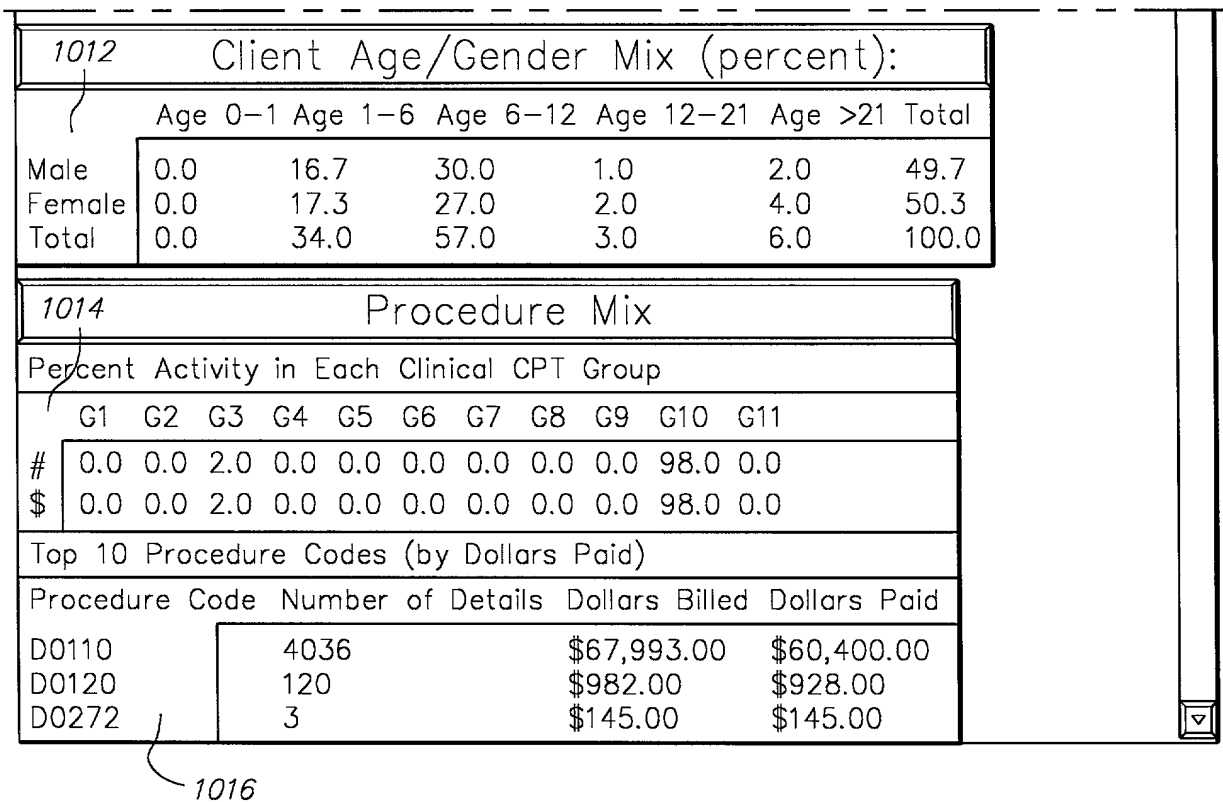 1012 Client Age/Gender Mix (percent):
Age 0-1 Age 1-6 Age 6-12 Age 12-21 Age >21 Total
Male 0.0 16.7 30.0 1.0 2.0 49.7
Female 0.0 17.3 27.0 2.0 4.0 50.3
Total 0.0 34.0 57.0 3.0 6.0 100.0
1014 Procedure Mix
Percent Activity in Each Clinical CPT Group
G1 G2 G3 G4 G5 G6 G7 G8 G9 G10 G11
# 0.0 0.0 2.0 0.0 0.0 0.0 0.0 0.0 0.0 98.0 0.0
$ 0.0 0.0 2.0 0.0 0.0 0.0 0.0 0.0 0.0 98.0 0.0
Top 10 Procedure Codes (by Dollars Paid)
Procedure Code Number of Details Dollars Billed Dollars Paid
D0110 4036 $67,993.00 $60,400.00
D0120 120 $982.00 $928.00
D0272 3 $145.00 $145.00
1016